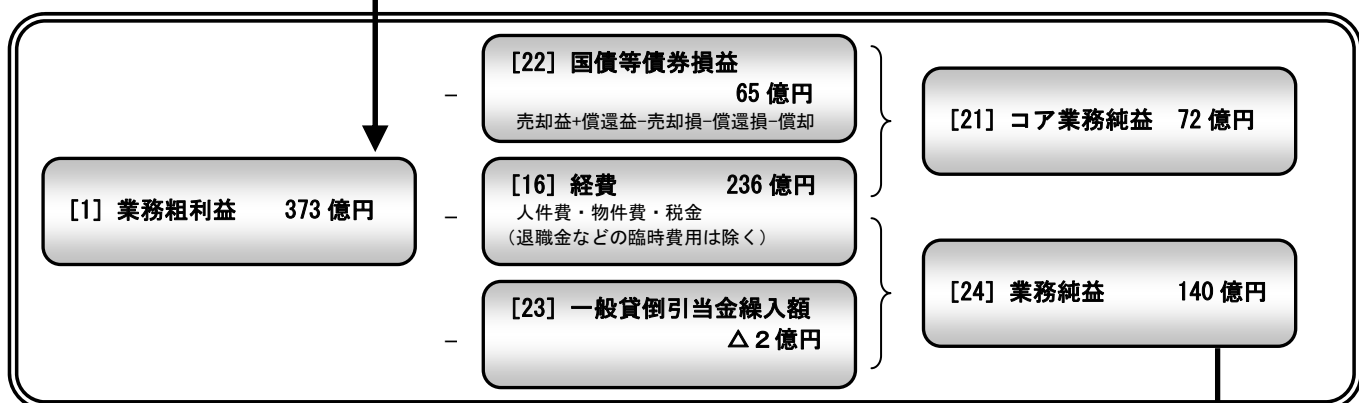 [22] 国債等債券損益
65 億円
売却益+償還益−売却損−償還損−償却
−
[21] コア業務純益 72 億円
[1] 業務粗利益 373 億円
[16] 経費 236 億円
人件費・物件費・税金
（退職金などの臨時費用は除く）
−
[24] 業務純益 140 億円
[23] 一般貸倒引当金繰入額
△２億円
−